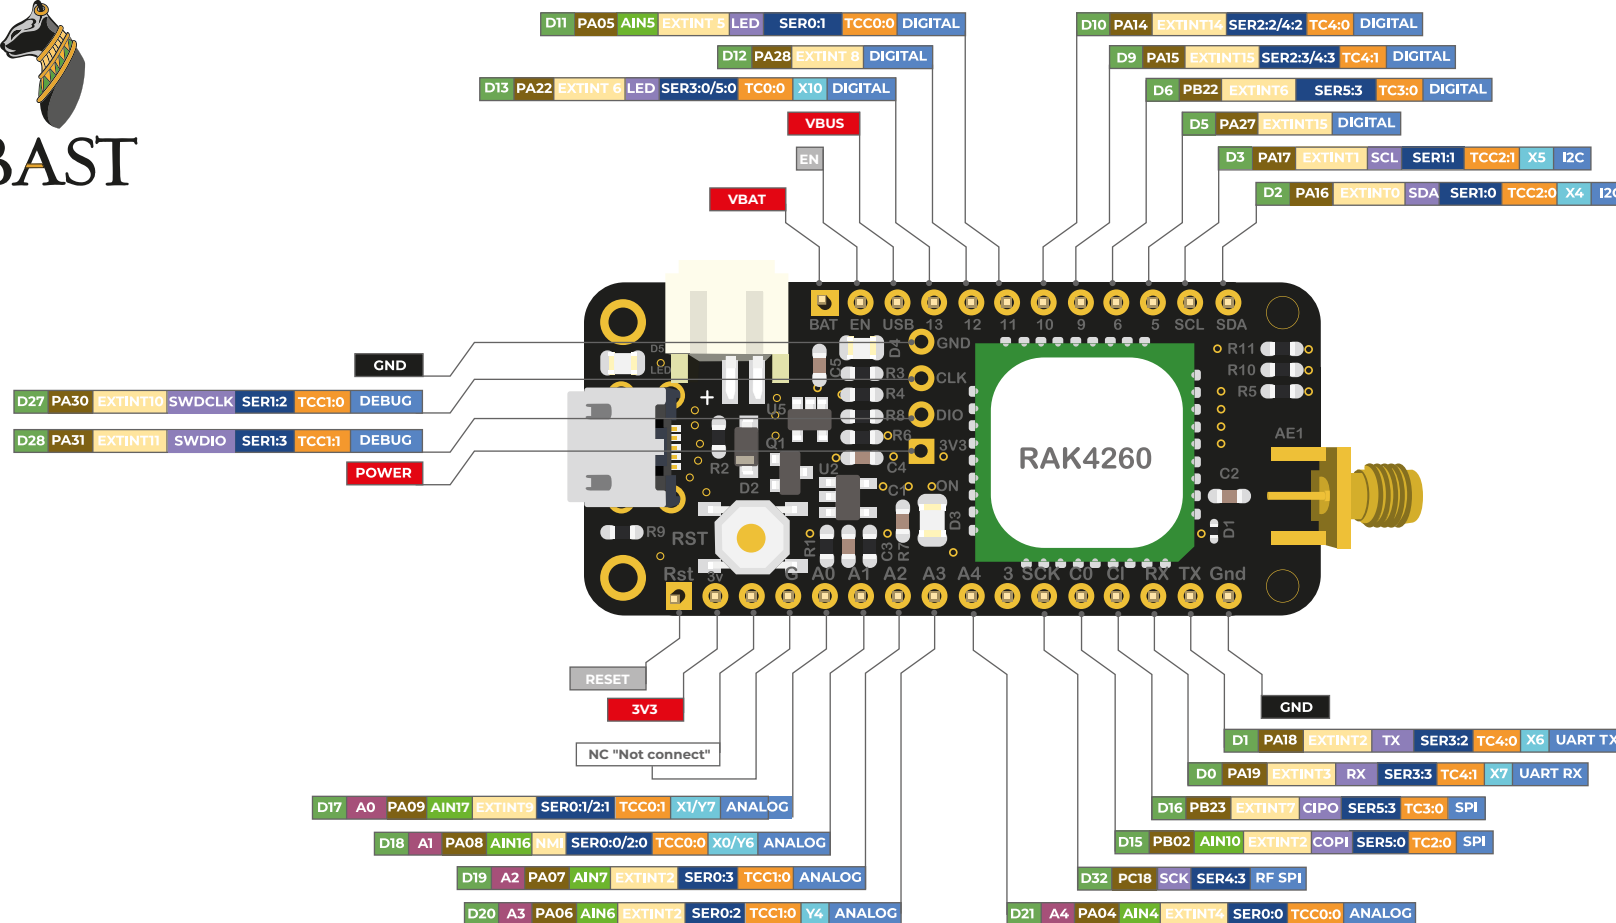 BAST
D11 PA05 AIN5 EXTINT 5 LED SER0:1 TCC0:0 DIGITAL
D12 PA28 EXTINT 8 DIGITAL
D13 PA22 EXTINT 6 LED SER3:0/5:0 TC0:0 X10 DIGITAL
VBUS
EN
VBAT
D10 PA14 EXTINT14 SER2:2/4:2 TC4:0 DIGITAL
D9 PA15 EXTINT15 SER2:3/4:3 TC4:1 DIGITAL
D6 PB22 EXTINT6 SER5:3 TC3:0 DIGITAL
D5 PA27 EXTINT15 DIGITAL
D3 PA17 EXTINT1 SCL SER1:1 TCC2:1 X5 I2C
D2 PA16 EXTINT0 SDA SER1:0 TCC2:0 X4 I2C
BAT EN USB 13 12 11 10 9 6 5 SCL SDA
GND
D27 PA30 EXTINT10 SWDCLK SER1:2 TCC1:0 DEBUG
D28 PA31 EXTINT11 SWDIO SER1:3 TCC1:1 DEBUG
POWER
D5
LED
+
U5
Q1
R2
D2
U2
C5
D4
R3
R4
R8
R6
C4
C1
GND
CLK
DIO
3V3
ON
D3
R9
RST
R1
C3
R7
RAK4260
R11
R10
R5
AE1
C2
D1
Rst 3v G A0 A1 A2 A3 A4 3 SCK C0 CI RX TX Gnd
RESET
3V3
NC "Not connect"
D17 A0 PA09 AIN17 EXTINT9 SER0:1/2:1 TCC0:1 X1/Y7 ANALOG
D18 A1 PA08 AIN16 NMI SER0:0/2:0 TCC0:0 X0/Y6 ANALOG
D19 A2 PA07 AIN7 EXTINT2 SER0:3 TCC1:0 ANALOG
D20 A3 PA06 AIN6 EXTINT2 SER0:2 TCC1:0 Y4 ANALOG
GND
D1 PA18 EXTINT2 TX SER3:2 TC4:0 X6 UART TX
D0 PA19 EXTINT3 RX SER3:3 TC4:1 X7 UART RX
D16 PB23 EXTINT7 CIPO SER5:3 TC3:0 SPI
D15 PB02 AIN10 EXTINT2 COPI SER5:0 TC2:0 SPI
D32 PC18 SCK SER4:3 RF SPI
D21 A4 PA04 AIN4 EXTINT4 SER0:0 TCC0:0 ANALOG